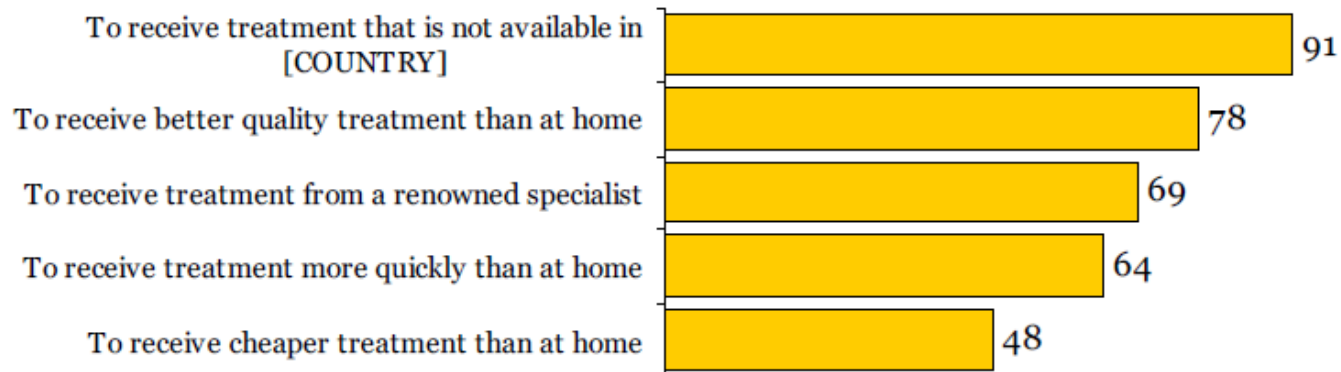 To receive treatment that is not available in
[COUNTRY]
91
To receive better quality treatment than at home
78
To receive treatment from a renowned specialist
69
To receive treatment more quickly than at home
64
To receive cheaper treatment than at home
48